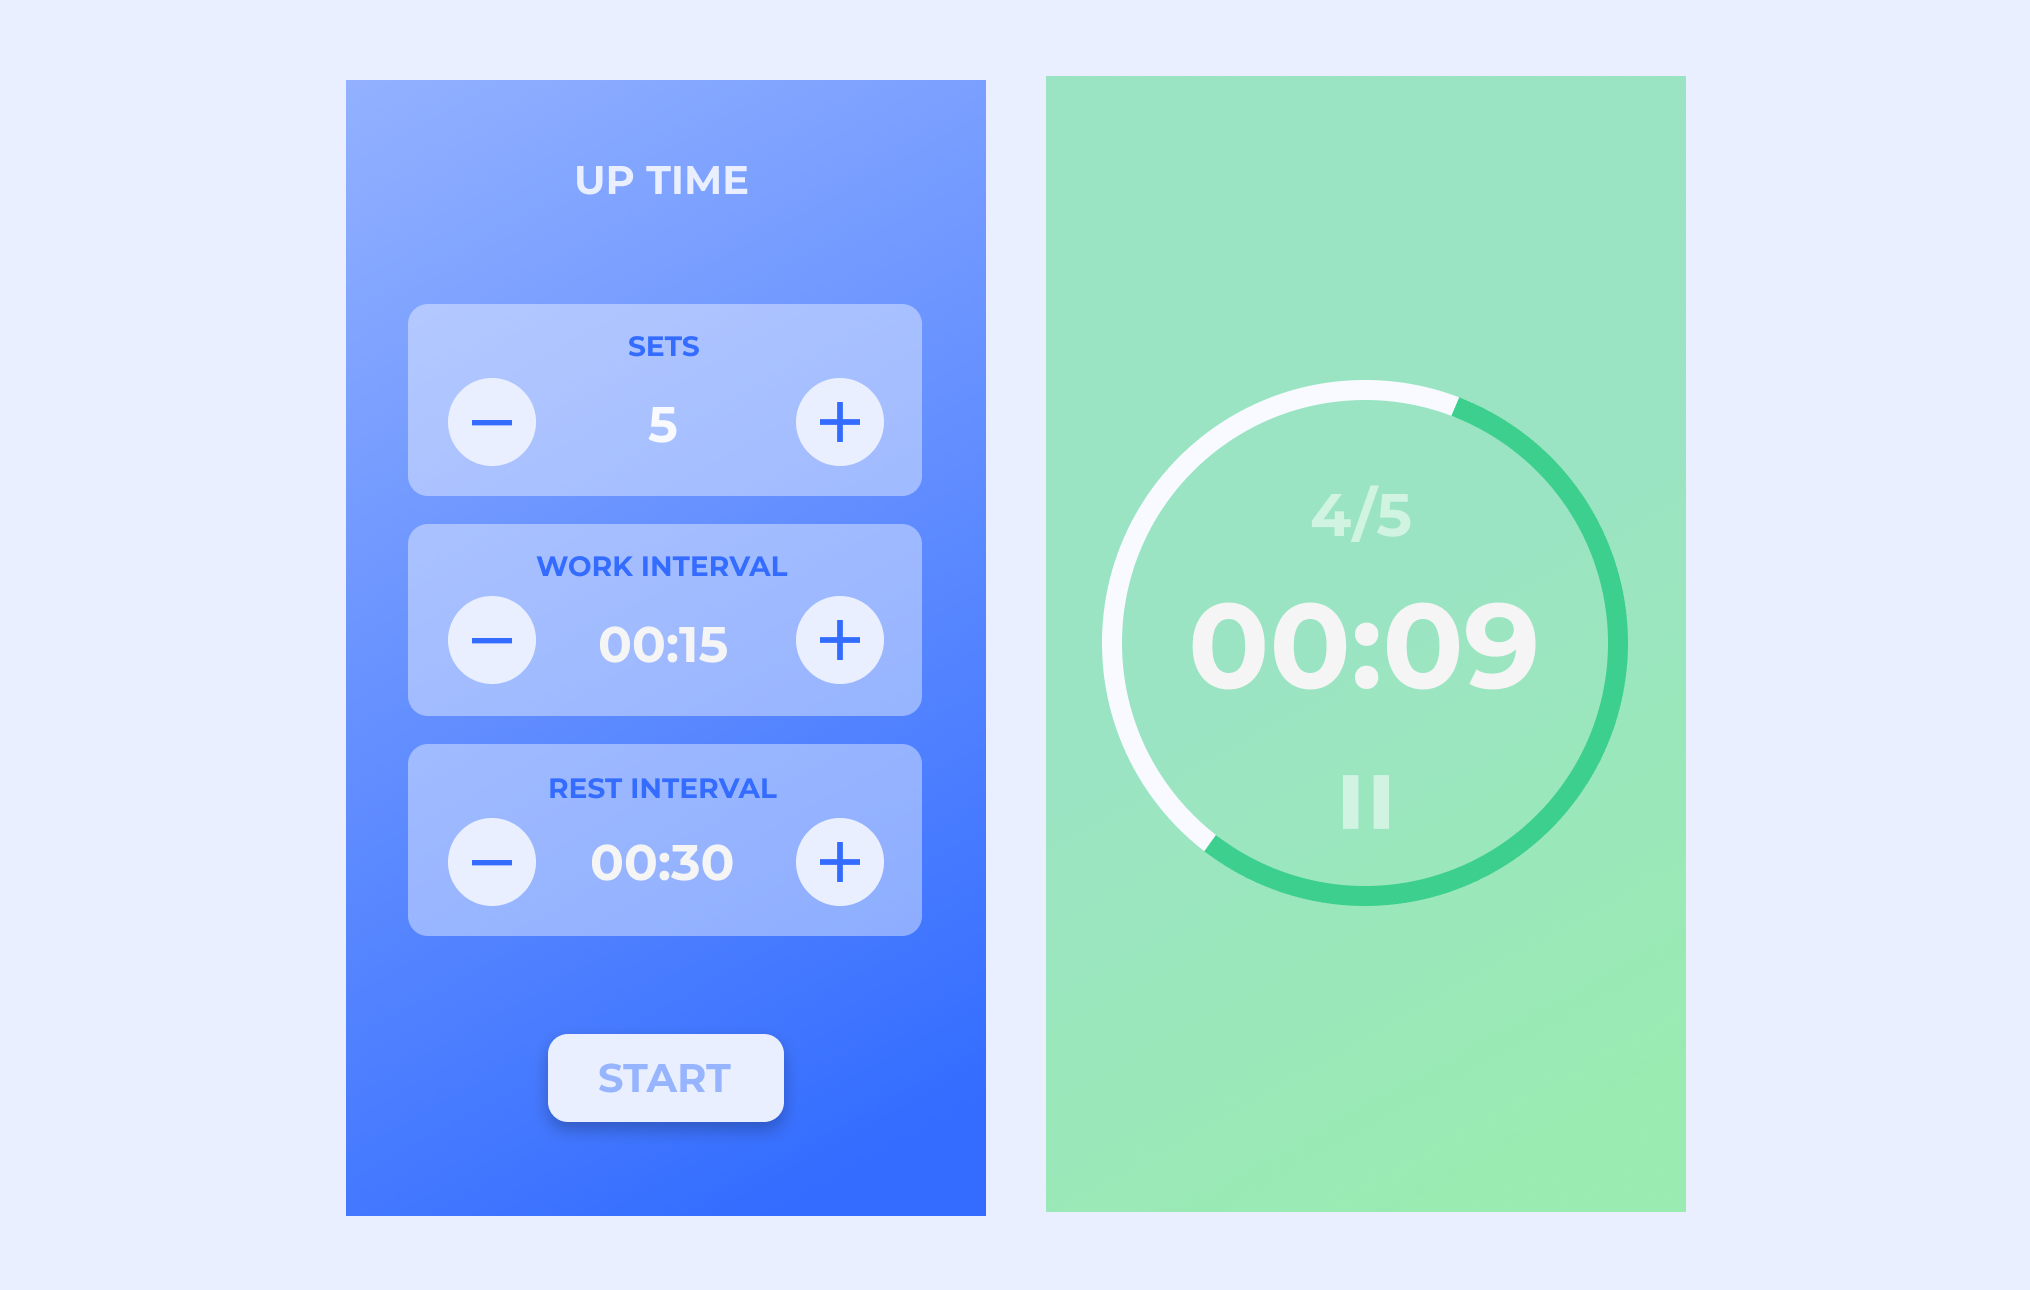 UP TIME
SETS
5
WORK INTERVAL
00:15
REST INTERVAL
00:30
START
4/5
00:09